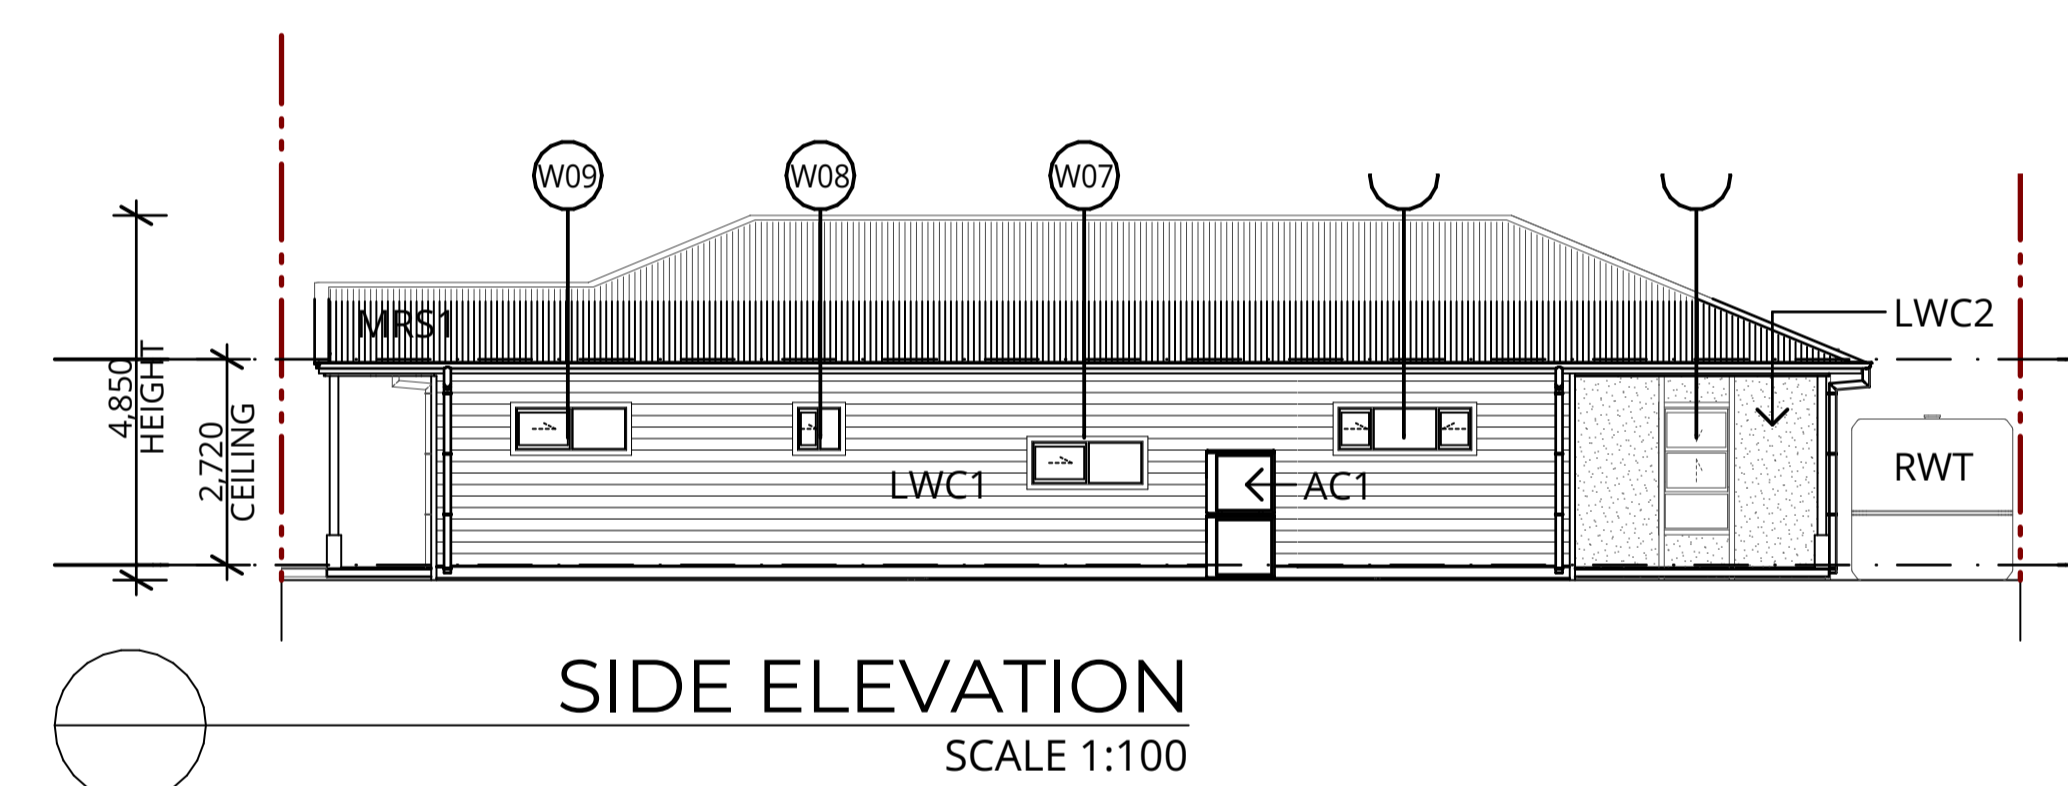 W09
W08
W07
MRS1
LWC2
4,850
HEIGHT
2,720
CEILING
LWC1
AC1
RWT
SIDE ELEVATION
SCALE 1:100